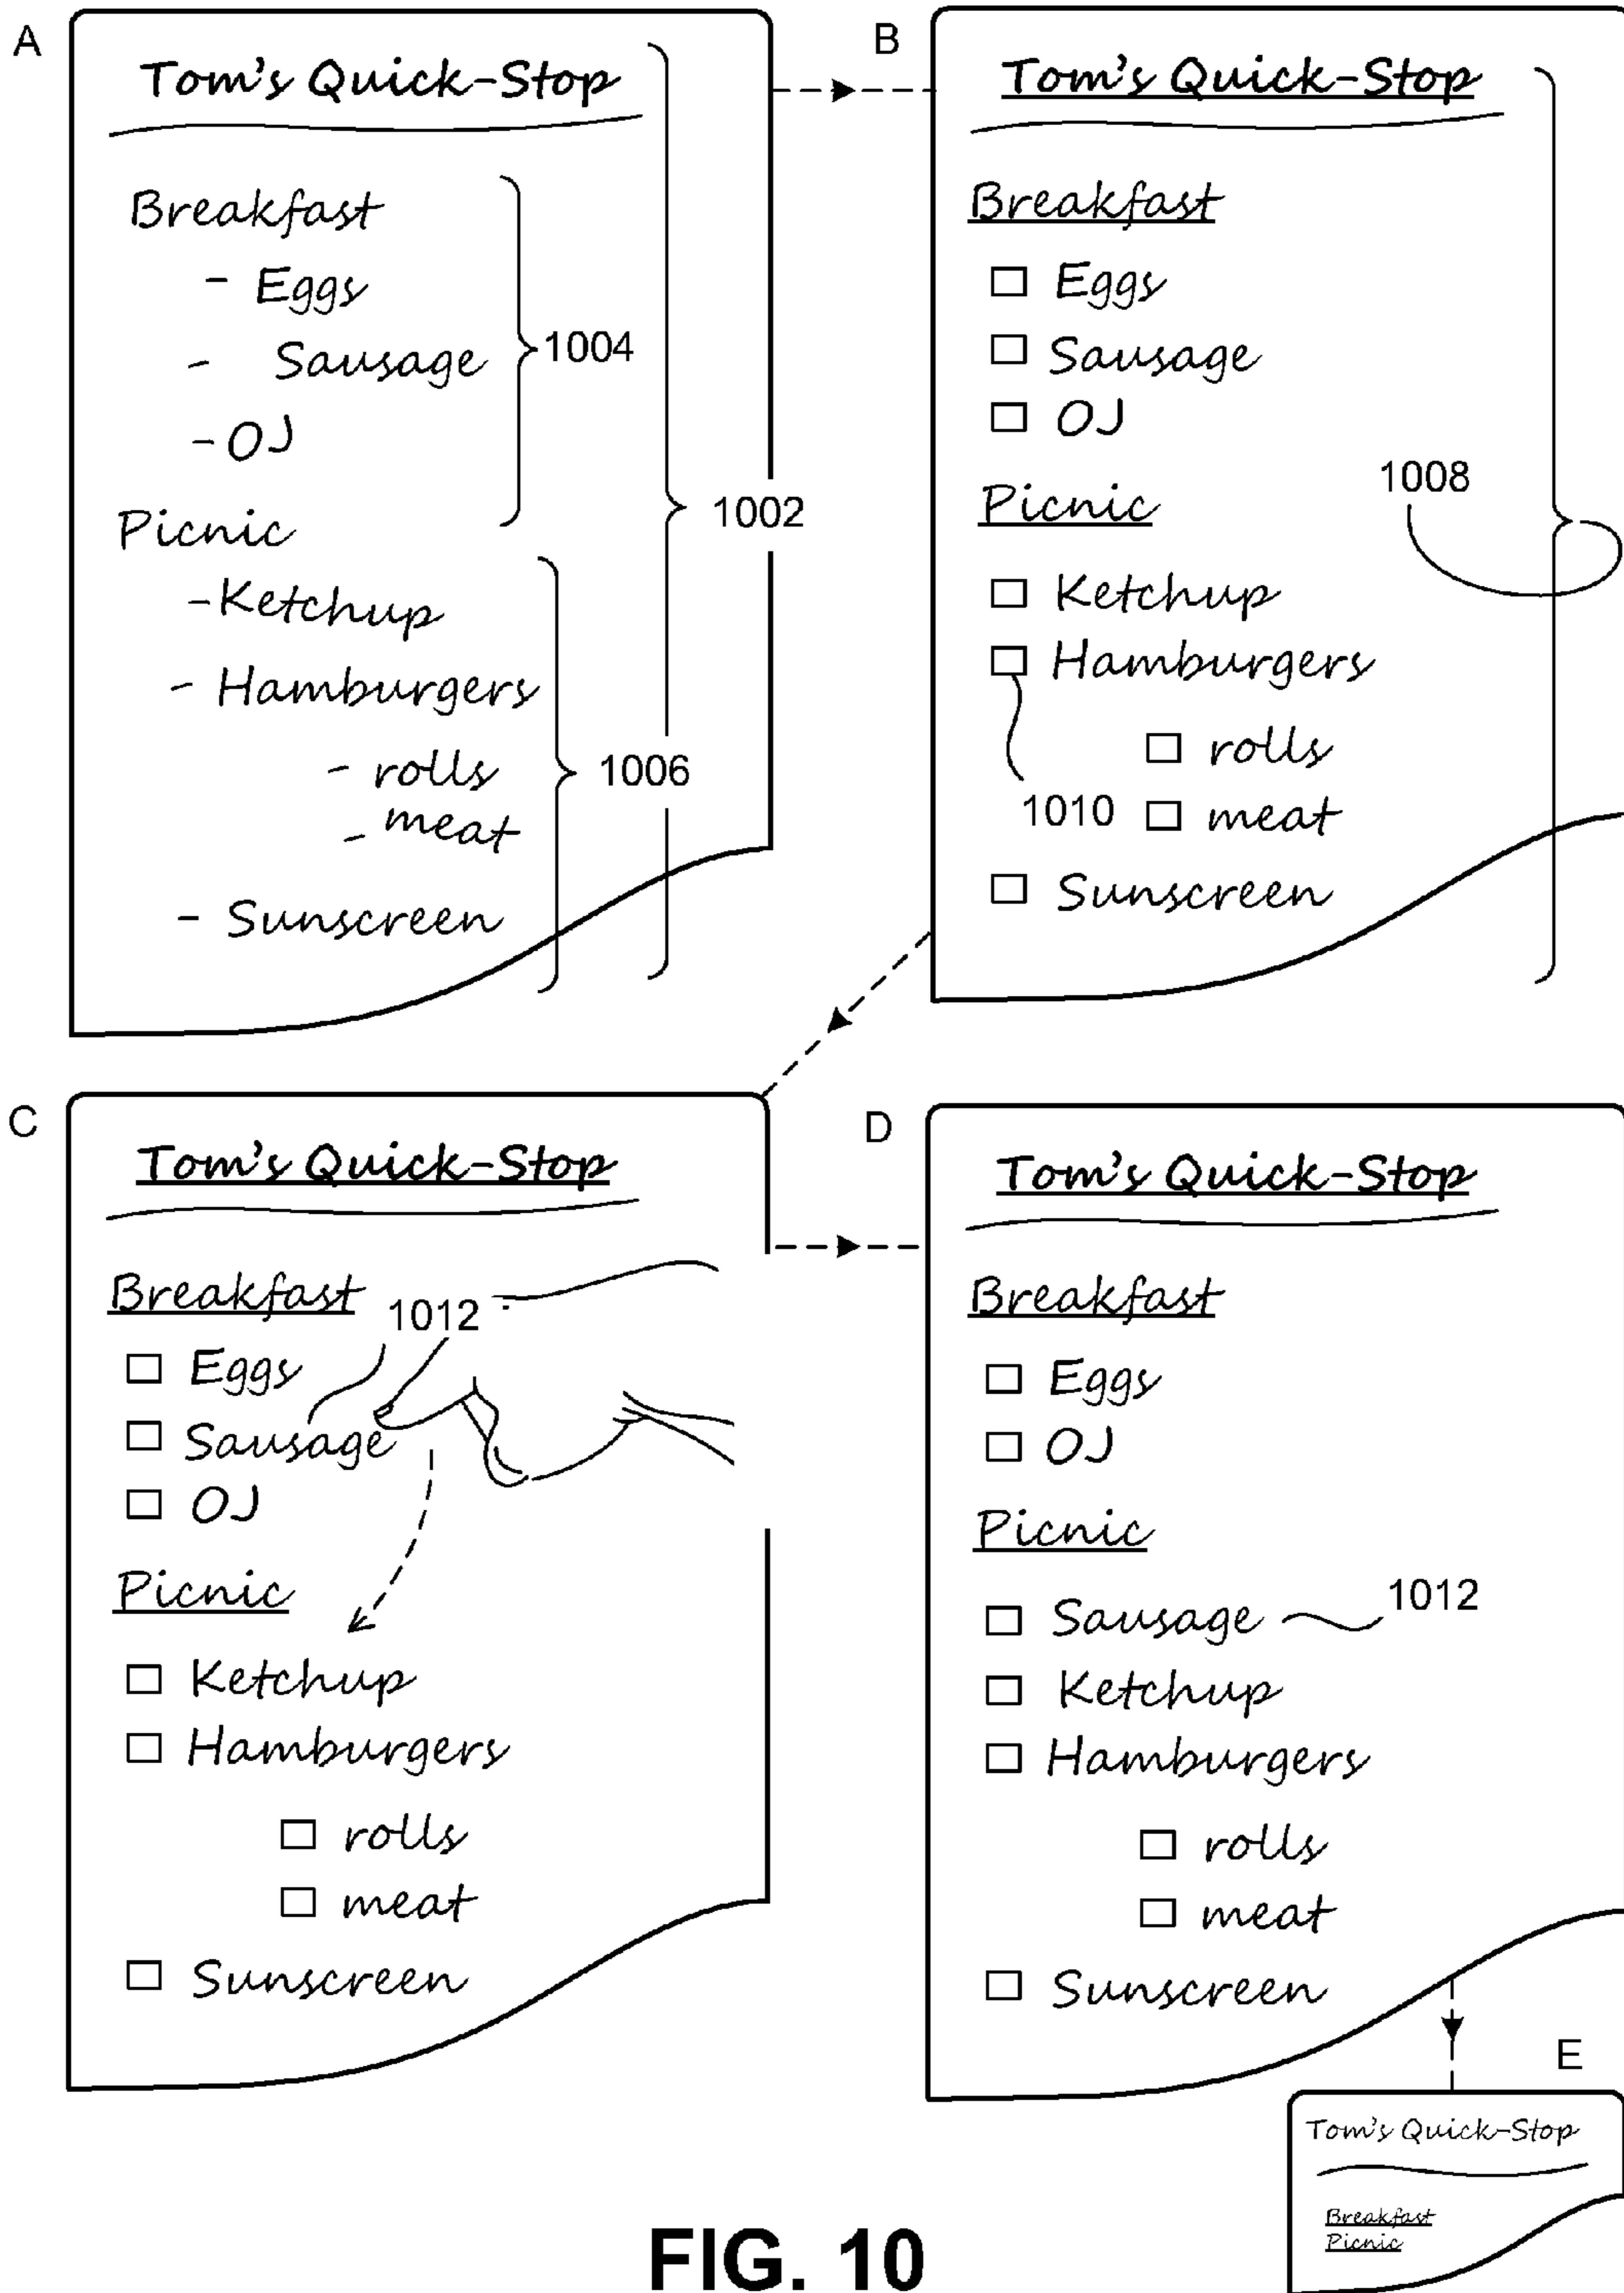 A
Tom's Quick-Stop
Breakfast
- Eggs
- Sausage
1004
- OJ
1002
Picnic
- Ketchup
- Hamburgers
- rolls
1006
- meat
- Sunscreen
B
Tom's Quick-Stop
Breakfast
Eggs
Sausage
OJ
1008
Picnic
Ketchup
Hamburgers
rolls
1010
meat
Sunscreen
C
Tom's Quick-Stop
Breakfast
1012
Eggs
Sausage
OJ
Picnic
Ketchup
Hamburgers
rolls
meat
Sunscreen
D
Tom's Quick-Stop
Breakfast
Eggs
OJ
Picnic
Sausage
1012
Ketchup
Hamburgers
rolls
meat
Sunscreen
E
Tom's Quick-Stop
Breakfast
Picnic
FIG. 10